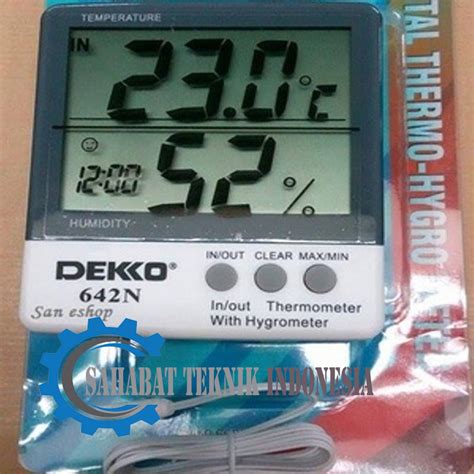 TEMPERATURE
IN
23.0°c
12:00
52 %
HUMIDITY
DEKKO®
642N
IN/OUT CLEAR MAX/MIN
In/out Thermometer
With Hygrometer
San eshop
SAHABAT TEKNIK INDONESIA
TAL THERMO-HYGRO